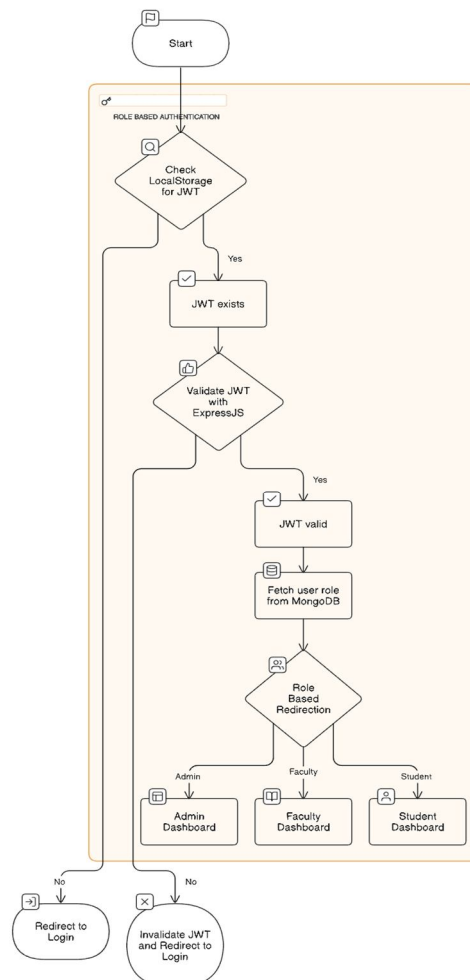 Start
ROLE BASED AUTHENTICATION
Check
LocalStorage
for JWT
Yes
JWT exists
Validate JWT
with
ExpressJS
Yes
JWT valid
Fetch user role
from MongoDB
Role
Based
Redirection
Admin
Faculty
Student
Admin
Dashboard
Faculty
Dashboard
Student
Dashboard
No
No
Redirect to
Login
Invalidate JWT
and Redirect to
Login